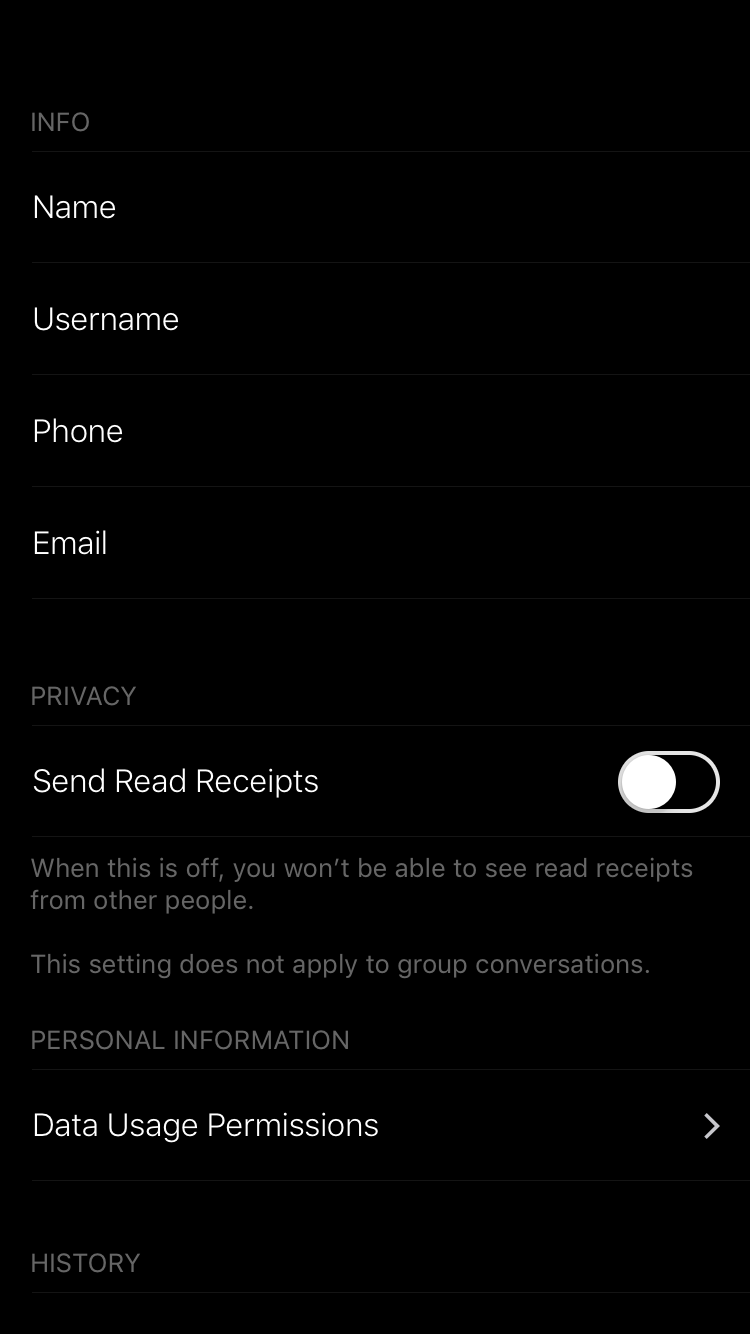 INFO
Name
Username
Phone
Email
PRIVACY
Send Read Receipts
When this is off, you won’t be able to see read receipts
from other people.
This setting does not apply to group conversations.
PERSONAL INFORMATION
Data Usage Permissions
HISTORY